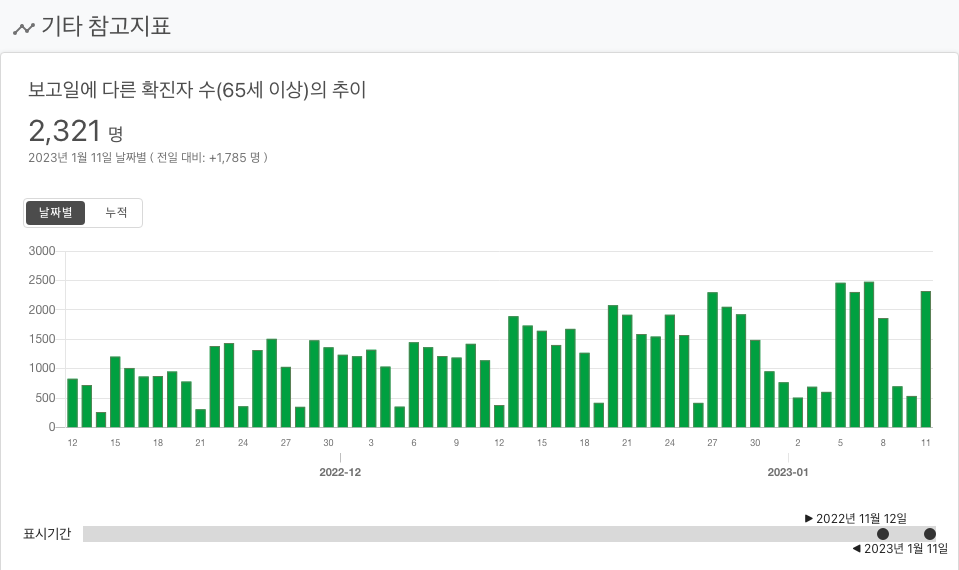 기타 참고지표
보고일에 다른 확진자 수(65세 이상)의 추이
2,321 명
2023년 1월 11일 날짜별 ( 전일 대비: +1,785 명 )
날짜별 누적
3000
2500
2000
1500
1000
500
0
12 15 18 21 24 27 30 3 6 9 12 15 18 21 24 27 30 2 5 8 11
2022-12 2023-01
▶ 2022년 11월 12일
표시기간
◀ 2023년 1월 11일